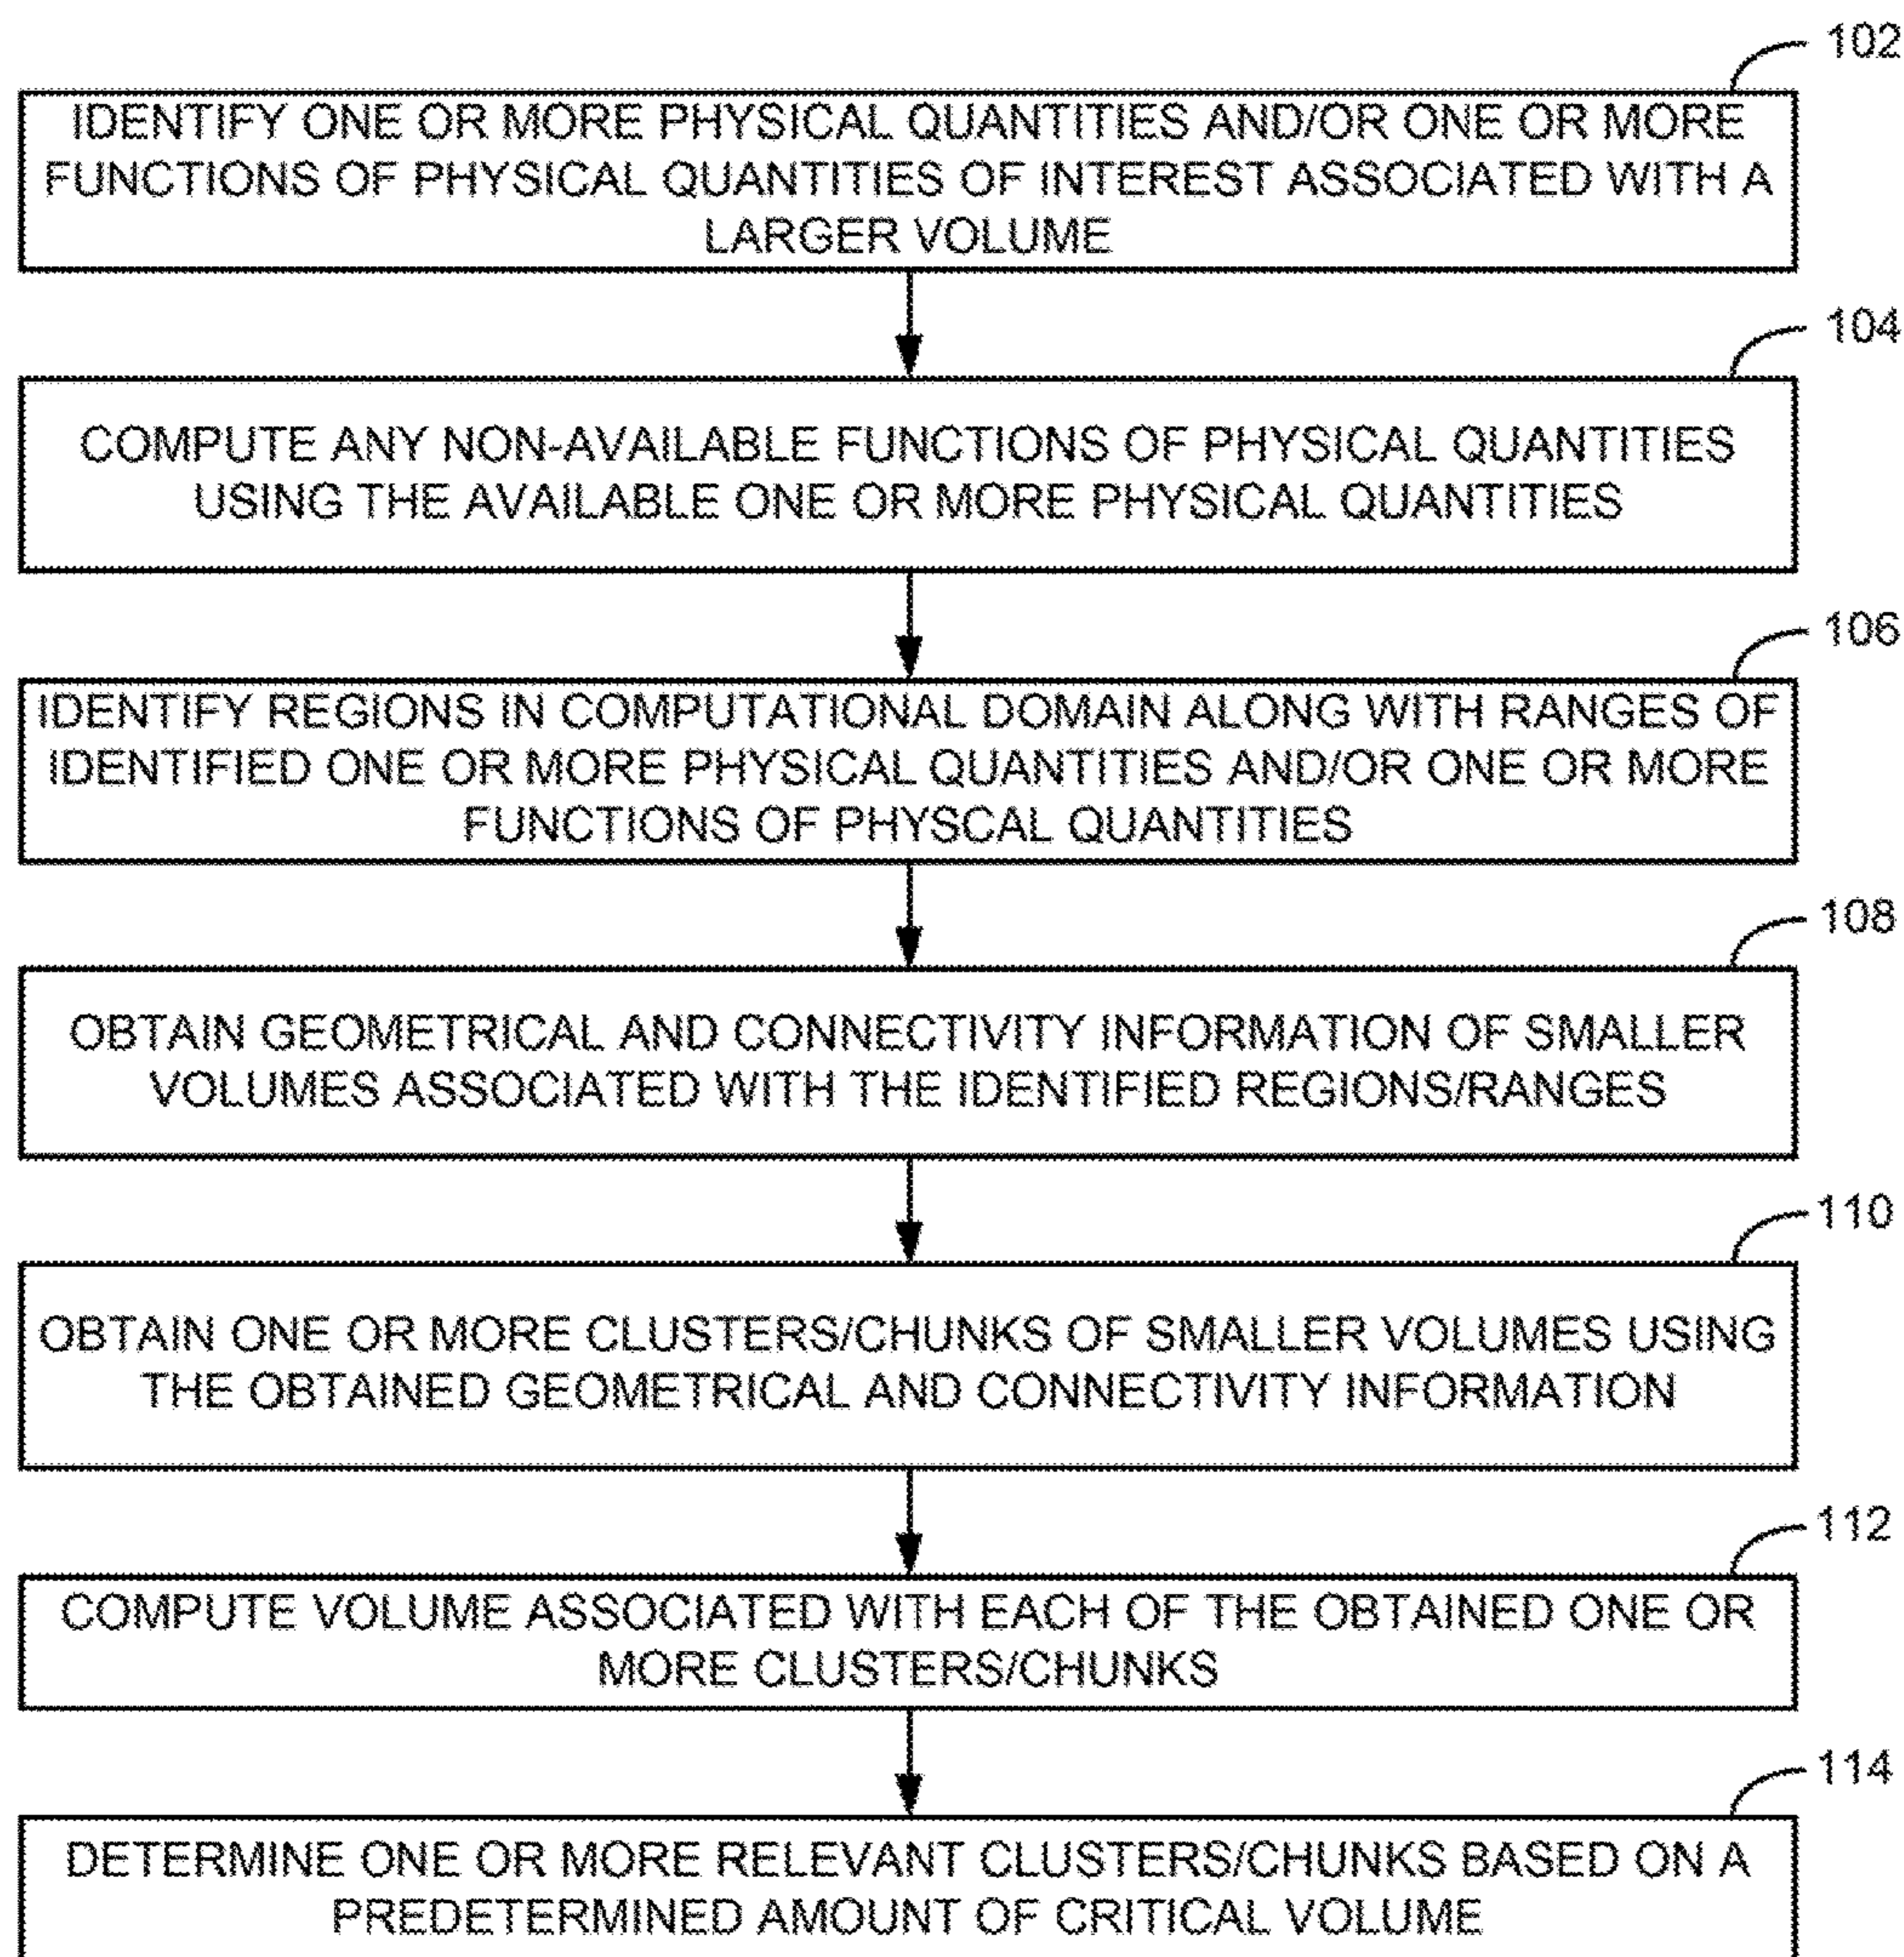 102
IDENTIFY ONE OR MORE PHYSICAL QUANTITIES AND/OR ONE OR MORE
FUNCTIONS OF PHYSICAL QUANTITIES OF INTEREST ASSOCIATED WITH A
LARGER VOLUME
104
COMPUTE ANY NON-AVAILABLE FUNCTIONS OF PHYSICAL QUANTITIES
USING THE AVAILABLE ONE OR MORE PHYSICAL QUANTITIES
106
IDENTIFY REGIONS IN COMPUTATIONAL DOMAIN ALONG WITH RANGES OF
IDENTIFIED ONE OR MORE PHYSICAL QUANTITIES AND/OR ONE OR MORE
FUNCTIONS OF PHYSCAL QUANTITIES
108
OBTAIN GEOMETRICAL AND CONNECTIVITY INFORMATION OF SMALLER
VOLUMES ASSOCIATED WITH THE IDENTIFIED REGIONS/RANGES
110
OBTAIN ONE OR MORE CLUSTERS/CHUNKS OF SMALLER VOLUMES USING
THE OBTAINED GEOMETRICAL AND CONNECTIVITY INFORMATION
112
COMPUTE VOLUME ASSOCIATED WITH EACH OF THE OBTAINED ONE OR
MORE CLUSTERS/CHUNKS
114
DETERMINE ONE OR MORE RELEVANT CLUSTERS/CHUNKS BASED ON A
PREDETERMINED AMOUNT OF CRITICAL VOLUME